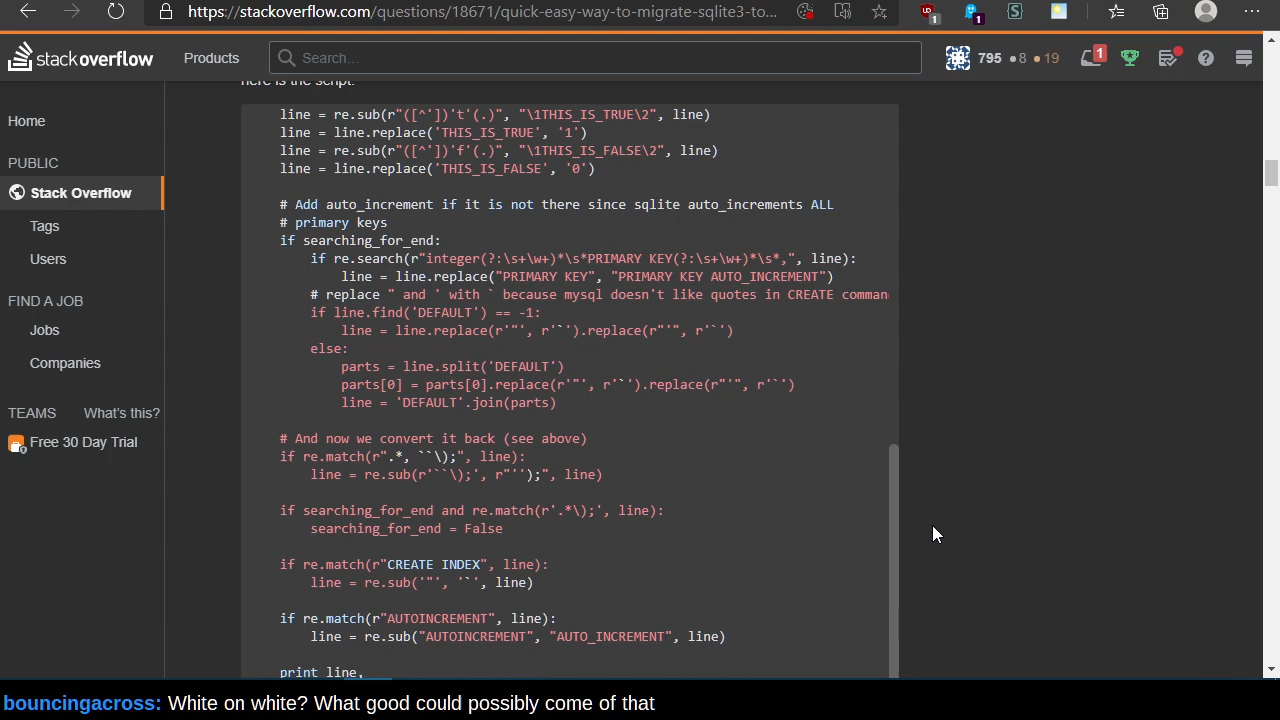 https://stackoverflow.com/questions/18671/quick-easy-way-to-migrate-sqlite3-to...
1
1
stackoverflow
Products
Search...
795 8 19
1
here is the script:
Home
PUBLIC
Stack Overflow
Tags
Users
FIND A JOB
Jobs
Companies
TEAMS What's this?
Free 30 Day Trial
line = re.sub(r"([^'])'t'(.)", "\1THIS_IS_TRUE\2", line)
line = line.replace('THIS_IS_TRUE', '1')
line = re.sub(r"([^'])'f'(.)", "\1THIS_IS_FALSE\2", line)
line = line.replace('THIS_IS_FALSE', '0')
# Add auto_increment if it is not there since sqlite auto_increments ALL
# primary keys
if searching_for_end:
if re.search(r"integer(?:\s+\w+)*\s*PRIMARY KEY(?:\s+\w+)*\s*,", line):
line = line.replace("PRIMARY KEY", "PRIMARY KEY AUTO_INCREMENT")
# replace " and ' with ` because mysql doesn't like quotes in CREATE comman
if line.find('DEFAULT') == -1:
line = line.replace(r'"', r'`').replace(r"'", r'`')
else:
parts = line.split('DEFAULT')
parts[0] = parts[0].replace(r'"', r'`').replace(r"'", r'`')
line = 'DEFAULT'.join(parts)
# And now we convert it back (see above)
if re.match(r".*, ``\);", line):
line = re.sub(r'``\);', r"'');", line)
if searching_for_end and re.match(r'.*\);', line):
searching_for_end = False
if re.match(r"CREATE INDEX", line):
line = re.sub('"', '`', line)
if re.match(r"AUTOINCREMENT", line):
line = re.sub("AUTOINCREMENT", "AUTO_INCREMENT", line)
print line,
bouncingacross: White on white? What good could possibly come of that